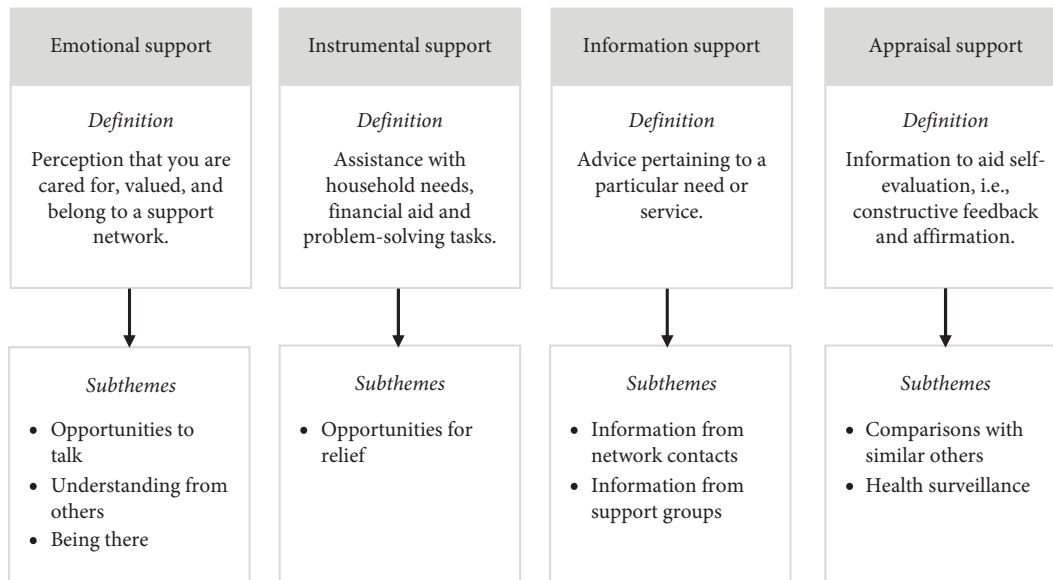 Emotional support
Definition
Perception that you are
cared for, valued, and
belong to a support
network.
Subthemes
• Opportunities to
talk
• Understanding from
others
• Being there
Instrumental support
Definition
Assistance with
household needs,
financial aid and
problem-solving tasks.
Subthemes
• Opportunities for
relief
Information support
Definition
Advice pertaining to a
particular need or
service.
Subthemes
• Information from
network contacts
• Information from
support groups
Appraisal support
Definition
Information to aid self-
evaluation, i.e.,
constructive feedback
and affirmation.
Subthemes
• Comparisons with
similar others
• Health surveillance